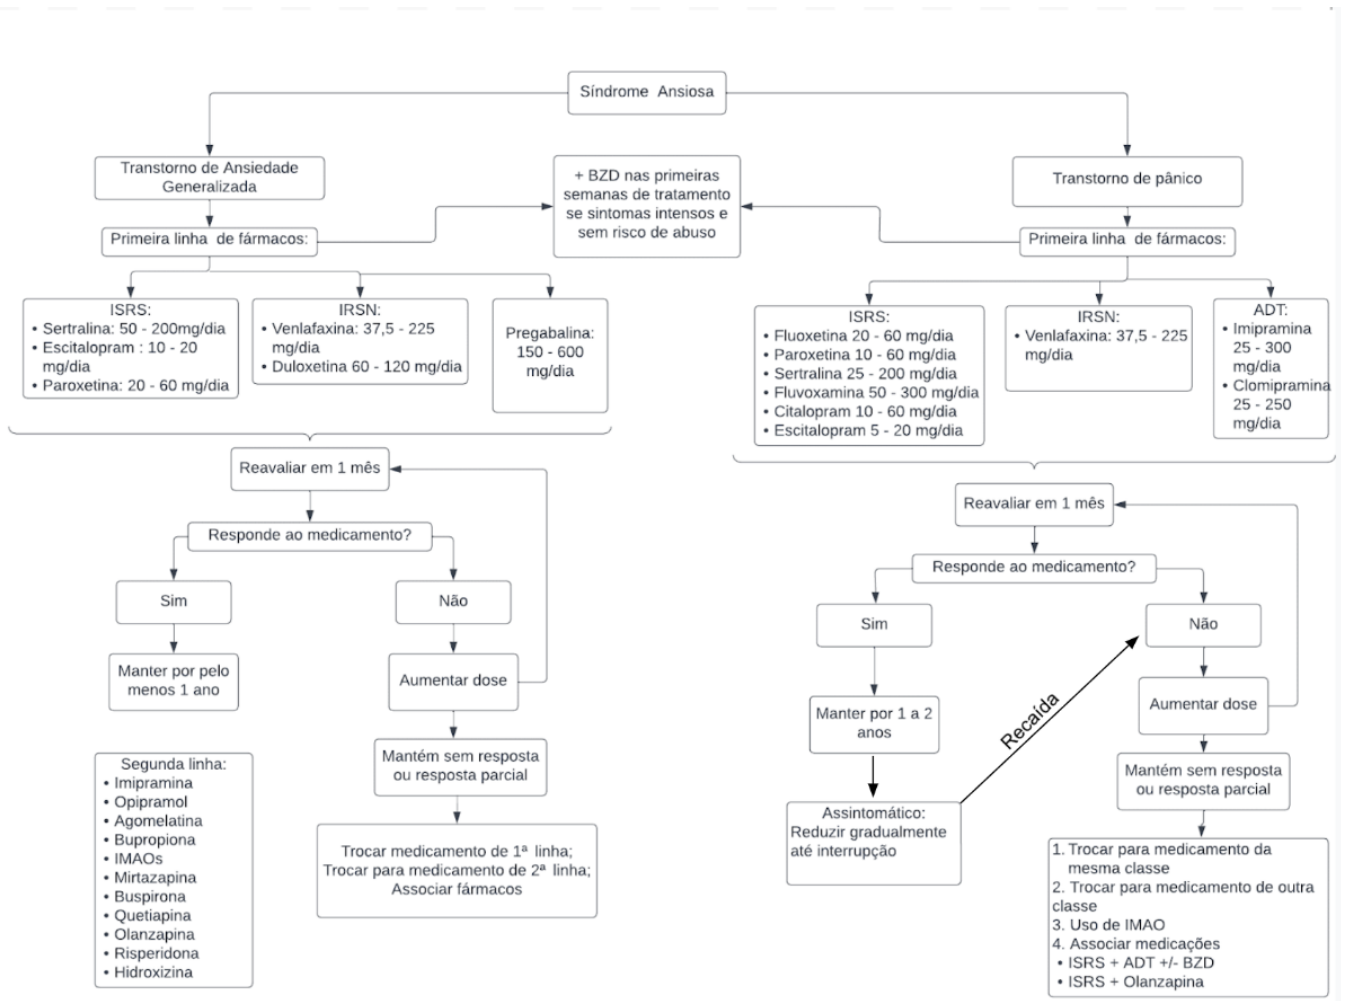 Síndrome Ansiosa
Transtorno de Ansiedade
Generalizada
Primeira linha de fármacos:
+ BZD nas primeiras
semanas de tratamento
se sintomas intensos e
sem risco de abuso
Transtorno de pânico
Primeira linha de fármacos:
ISRS:
• Sertralina: 50 - 200mg/dia
• Escitalopram : 10 - 20
mg/dia
• Paroxetina: 20 - 60 mg/dia
IRSN:
• Venlafaxina: 37,5 - 225
mg/dia
• Duloxetina 60 - 120 mg/dia
Pregabalina:
150 - 600
mg/dia
ISRS:
• Fluoxetina 20 - 60 mg/dia
• Paroxetina 10 - 60 mg/dia
• Sertralina 25 - 200 mg/dia
• Fluvoxamina 50 - 300 mg/dia
• Citalopram 10 - 60 mg/dia
• Escitalopram 5 - 20 mg/dia
IRSN:
• Venlafaxina: 37,5 - 225
mg/dia
ADT:
• Imipramina
25 - 300
mg/dia
• Clomipramina
25 - 250
mg/dia
Reavaliar em 1 mês
Responde ao medicamento?
Sim
Não
Manter por pelo
menos 1 ano
Aumentar dose
Mantém sem resposta
ou resposta parcial
Trocar medicamento de 1ª linha;
Trocar para medicamento de 2ª linha;
Associar fármacos
Segunda linha:
• Imipramina
• Opipramol
• Agomelatina
• Bupropiona
• IMAOs
• Mirtazapina
• Buspirona
• Quetiapina
• Olanzapina
• Risperidona
• Hidroxizina
Reavaliar em 1 mês
Responde ao medicamento?
Sim
Não
Manter por 1 a 2
anos
Recaída
Assintomático:
Reduzir gradualmente
até interrupção
Aumentar dose
Mantém sem resposta
ou resposta parcial
1. Trocar para medicamento da
mesma classe
2. Trocar para medicamento de outra
classe
3. Uso de IMAO
4. Associar medicações
• ISRS + ADT +/- BZD
• ISRS + Olanzapina